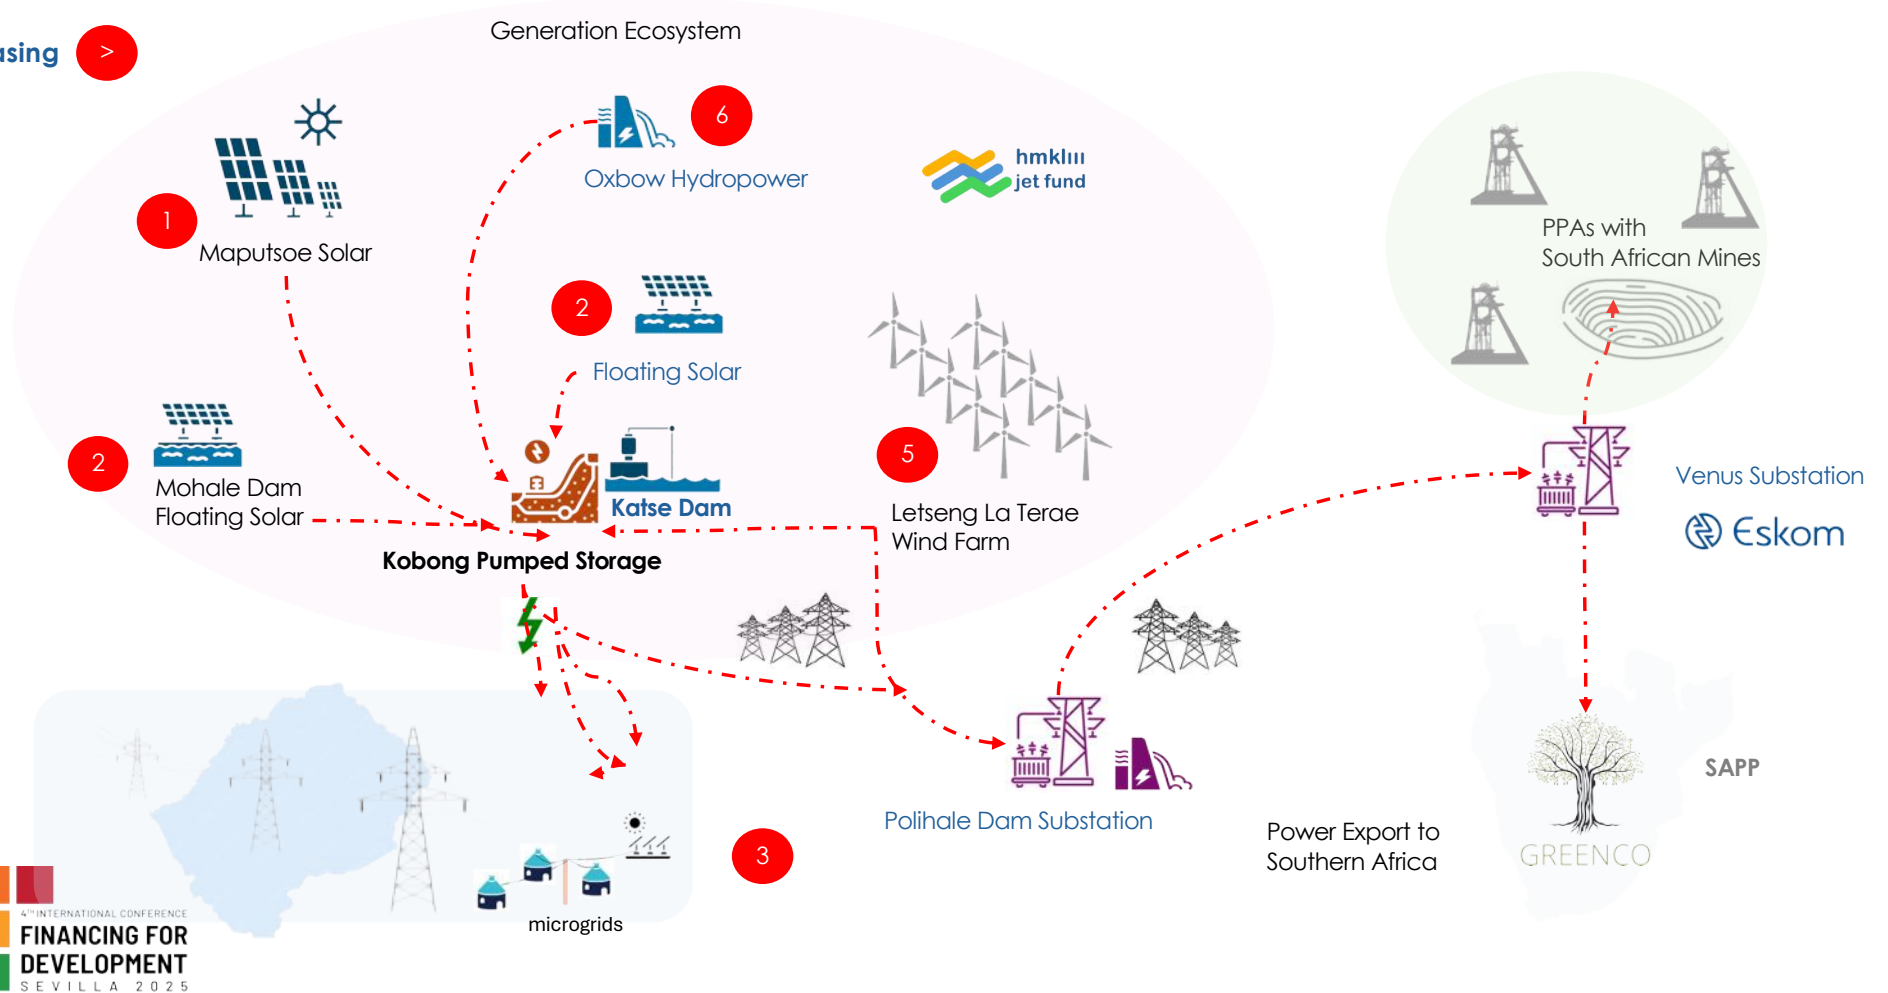 Generation Ecosystem
>
6
hmklııı
jet fund
Oxbow Hydropower
1
Maputsoe Solar
PPAs with
South African Mines
2
Floating Solar
2
5
Mohale Dam
Floating Solar
Katse Dam
Letseng La Terae
Wind Farm
Venus Substation
Eskom
Kobong Pumped Storage
SAPP
Polihale Dam Substation
3
Power Export to
Southern Africa
GREENCO
microgrids
4TH INTERNATIONAL CONFERENCE
FINANCING FOR
DEVELOPMENT
SEVILLA 2025